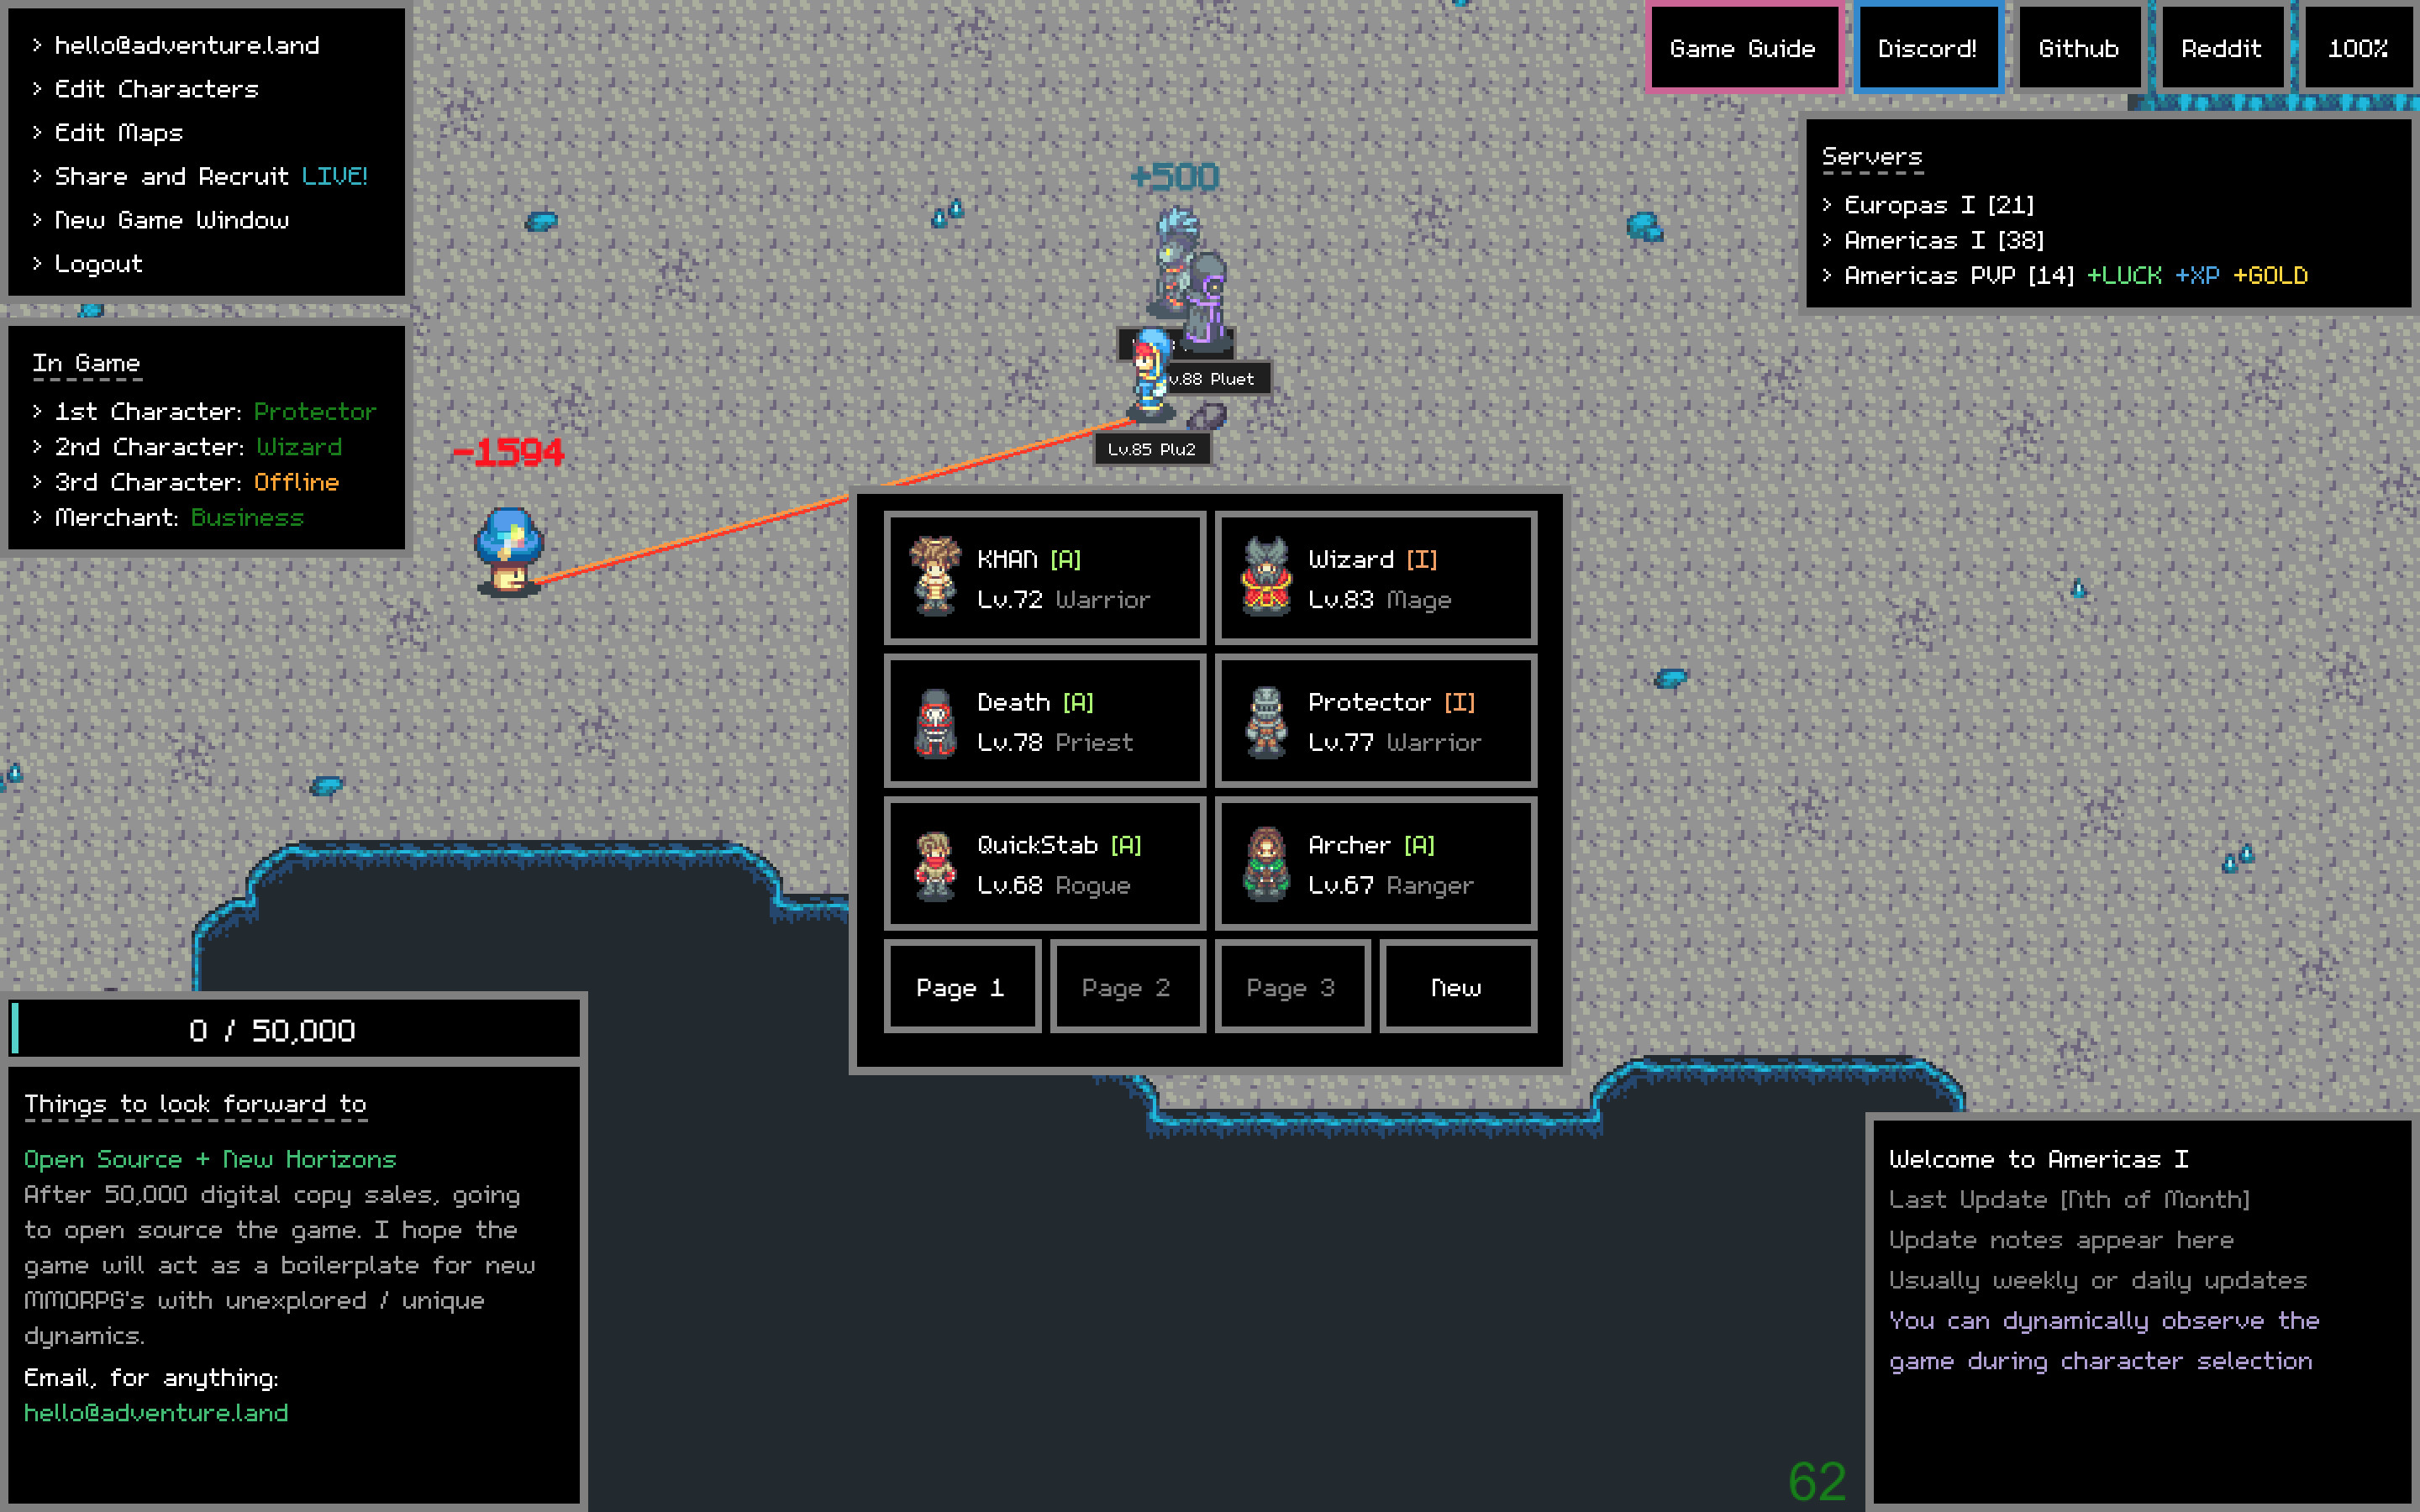 > hello@adventure.land
> Edit Characters
> Edit Maps
> Share and Recruit LIVE!
> New Game Window
> Logout
Game Guide
Discord!
Github
Reddit
100%
Servers
> Europas I [21]
> Americas I [38]
> Americas PVP [14] +LUCK +XP +GOLD
In Game
> 1st Character: Protector
> 2nd Character: Wizard
> 3rd Character: Offline
> Merchant: Business
+500
v.88 Pluet
Lv.85 Plu2
-1594
KHAN [A]
Lv.72 Warrior
Wizard [I]
Lv.83 Mage
Death [A]
Lv.78 Priest
Protector [I]
Lv.77 Warrior
QuickStab [A]
Lv.68 Rogue
Archer [A]
Lv.67 Ranger
Page 1
Page 2
Page 3
New
0 / 50,000
Things to look forward to
Open Source + New Horizons
After 50,000 digital copy sales, going
to open source the game. I hope the
game will act as a boilerplate for new
MMORPG's with unexplored / unique
dynamics.
Email, for anything:
hello@adventure.land
Welcome to Americas I
Last Update [Nth of Month]
Update notes appear here
Usually weekly or daily updates
You can dynamically observe the
game during character selection
62